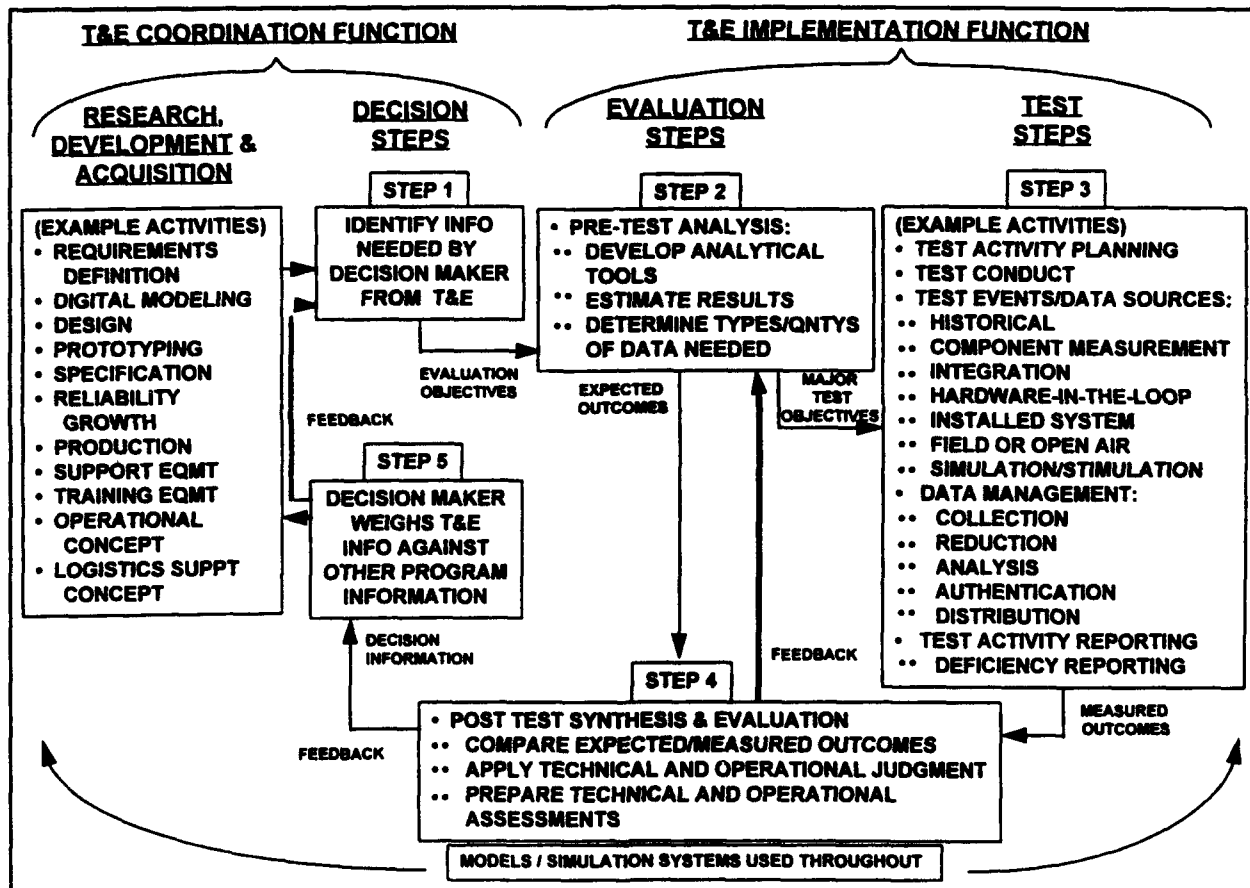 T&E COORDINATION FUNCTION
T&E IMPLEMENTATION FUNCTION
RESEARCH,
DEVELOPMENT &
ACQUISITION
DECISION
STEPS
EVALUATION
STEPS
TEST
STEPS
(EXAMPLE ACTIVITIES)
• REQUIREMENTS
DEFINITION
• DIGITAL MODELING
• DESIGN
• PROTOTYPING
• SPECIFICATION
• RELIABILITY
GROWTH
• PRODUCTION
• SUPPORT EQMT
• TRAINING EQMT
• OPERATIONAL
CONCEPT
• LOGISTICS SUPPT
CONCEPT
STEP 1
IDENTIFY INFO
NEEDED BY
DECISION MAKER
FROM T&E
EVALUATION
OBJECTIVES
STEP 2
• PRE-TEST ANALYSIS:
•• DEVELOP ANALYTICAL
TOOLS
•• ESTIMATE RESULTS
•• DETERMINE TYPES/QNTYS
OF DATA NEEDED
EXPECTED
OUTCOMES
MAJOR
TEST
OBJECTIVES
STEP 3
(EXAMPLE ACTIVITIES)
• TEST ACTIVITY PLANNING
• TEST CONDUCT
• TEST EVENTS/DATA SOURCES:
•• HISTORICAL
•• COMPONENT MEASUREMENT
•• INTEGRATION
•• HARDWARE-IN-THE-LOOP
•• INSTALLED SYSTEM
•• FIELD OR OPEN AIR
•• SIMULATION/STIMULATION
• DATA MANAGEMENT:
•• COLLECTION
•• REDUCTION
•• ANALYSIS
•• AUTHENTICATION
•• DISTRIBUTION
• TEST ACTIVITY REPORTING
•• DEFICIENCY REPORTING
MEASURED
OUTCOMES
FEEDBACK
STEP 5
DECISION MAKER
WEIGHS T&E
INFO AGAINST
OTHER PROGRAM
INFORMATION
DECISION
INFORMATION
FEEDBACK
FEEDBACK
STEP 4
• POST TEST SYNTHESIS & EVALUATION
•• COMPARE EXPECTED/MEASURED OUTCOMES
•• APPLY TECHNICAL AND OPERATIONAL JUDGMENT
•• PREPARE TECHNICAL AND OPERATIONAL
ASSESSMENTS
MODELS / SIMULATION SYSTEMS USED THROUGHOUT